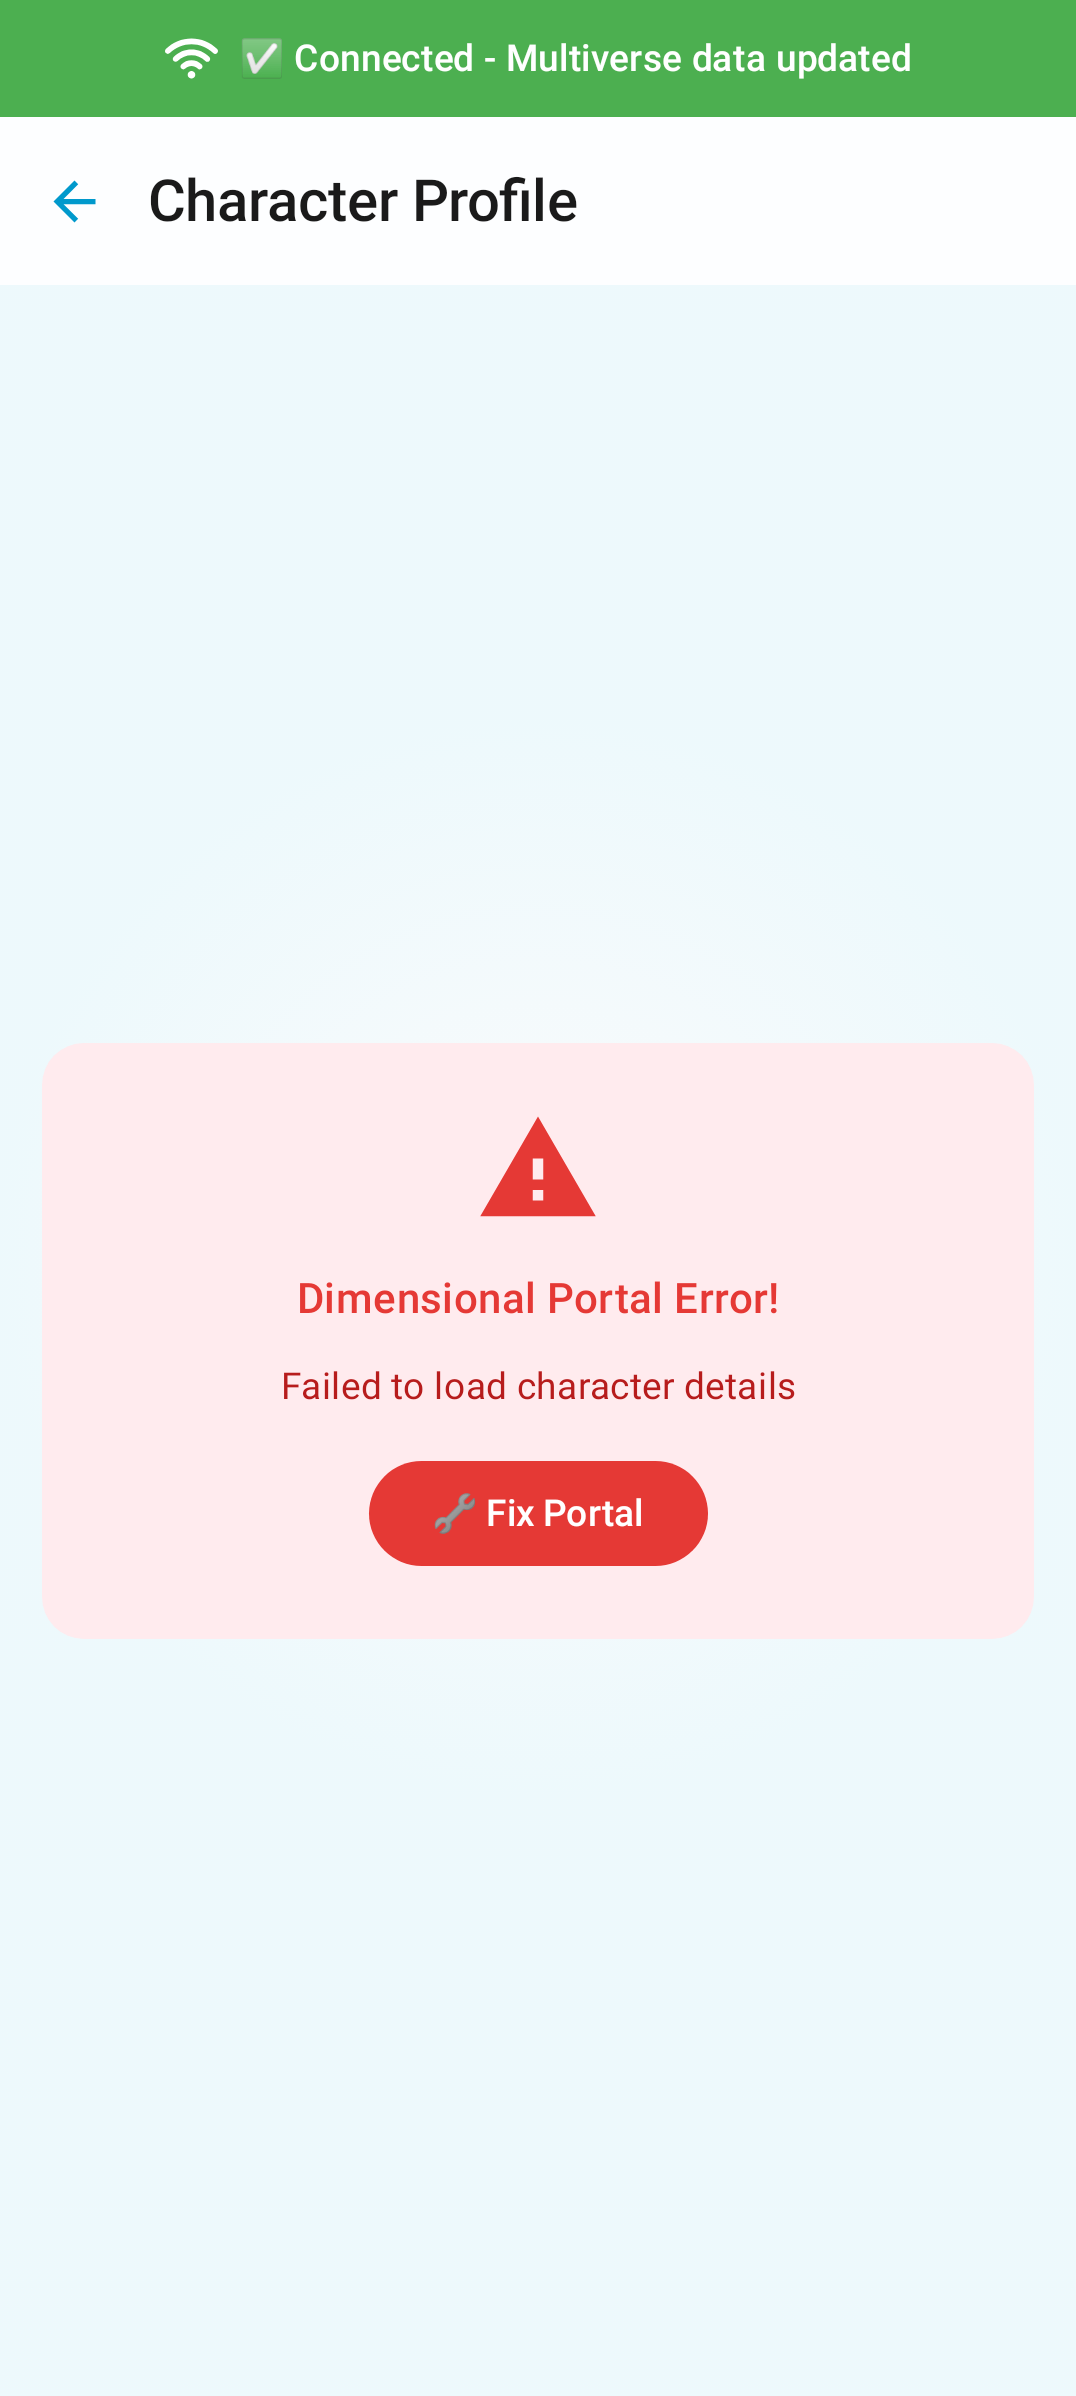 ✅ Connected - Multiverse data updated
Character Profile
Dimensional Portal Error!
Failed to load character details
🔧 Fix Portal